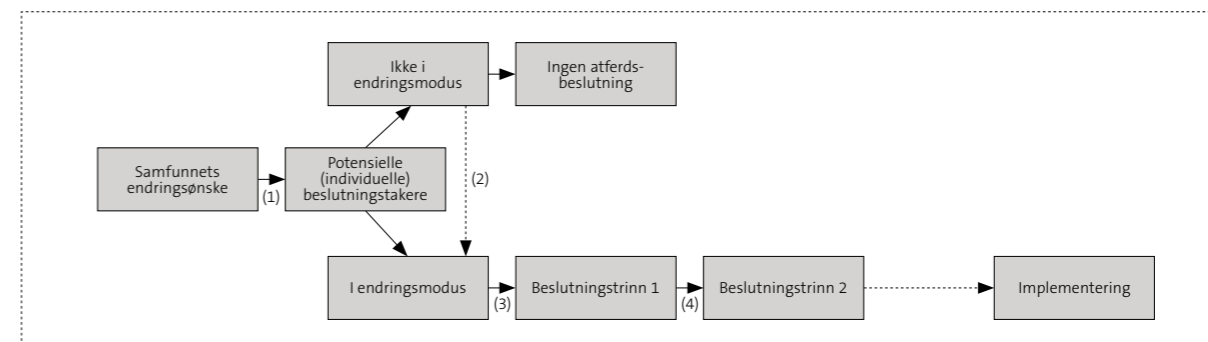 Ikke i
endringsmodus
Ingen atferds-
beslutning
Samfunnets
endringsønske
(1)
Potensielle
(individuelle)
beslutningstakere
(2)
I endringsmodus
(3)
Beslutningstrinn 1
(4)
Beslutningstrinn 2
Implementering